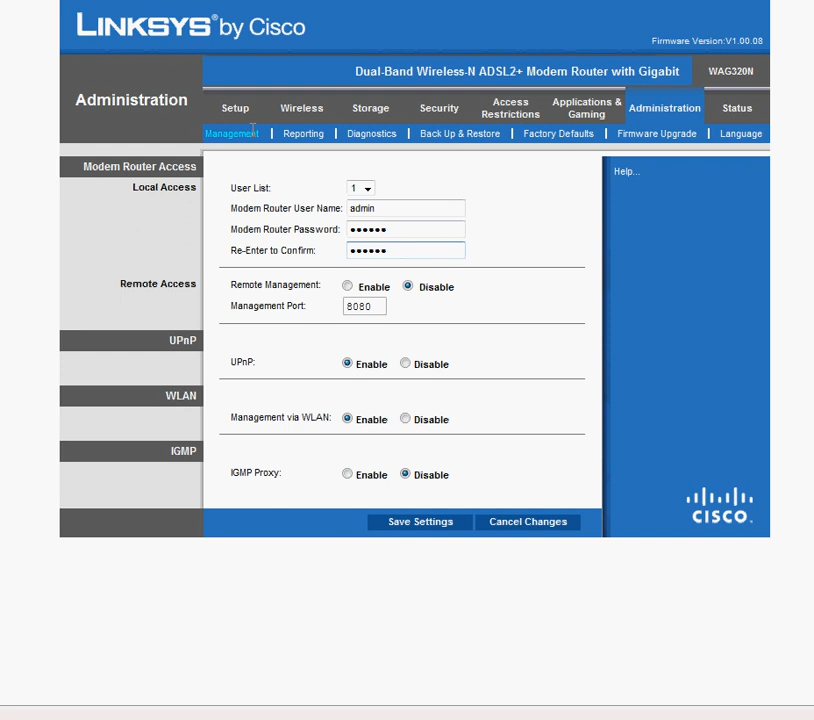 LINKSYS® by Cisco
Firmware Version:V1.00.08
Dual-Band Wireless-N ADSL2+ Modem Router with Gigabit WAG320N
Administration
Setup Wireless Storage Security Access Restrictions Applications & Gaming Administration Status
Management | Reporting | Diagnostics | Back Up & Restore | Factory Defaults | Firmware Upgrade | Language
Modem Router Access
Local Access
User List: 1
Modem Router User Name: admin
Modem Router Password: ••••••
Re-Enter to Confirm: ••••••
Remote Access
Remote Management: Enable Disable
Management Port: 8080
UPnP
UPnP: Enable Disable
WLAN
Management via WLAN: Enable Disable
IGMP
IGMP Proxy: Enable Disable
Save Settings Cancel Changes
Help...
CISCO.